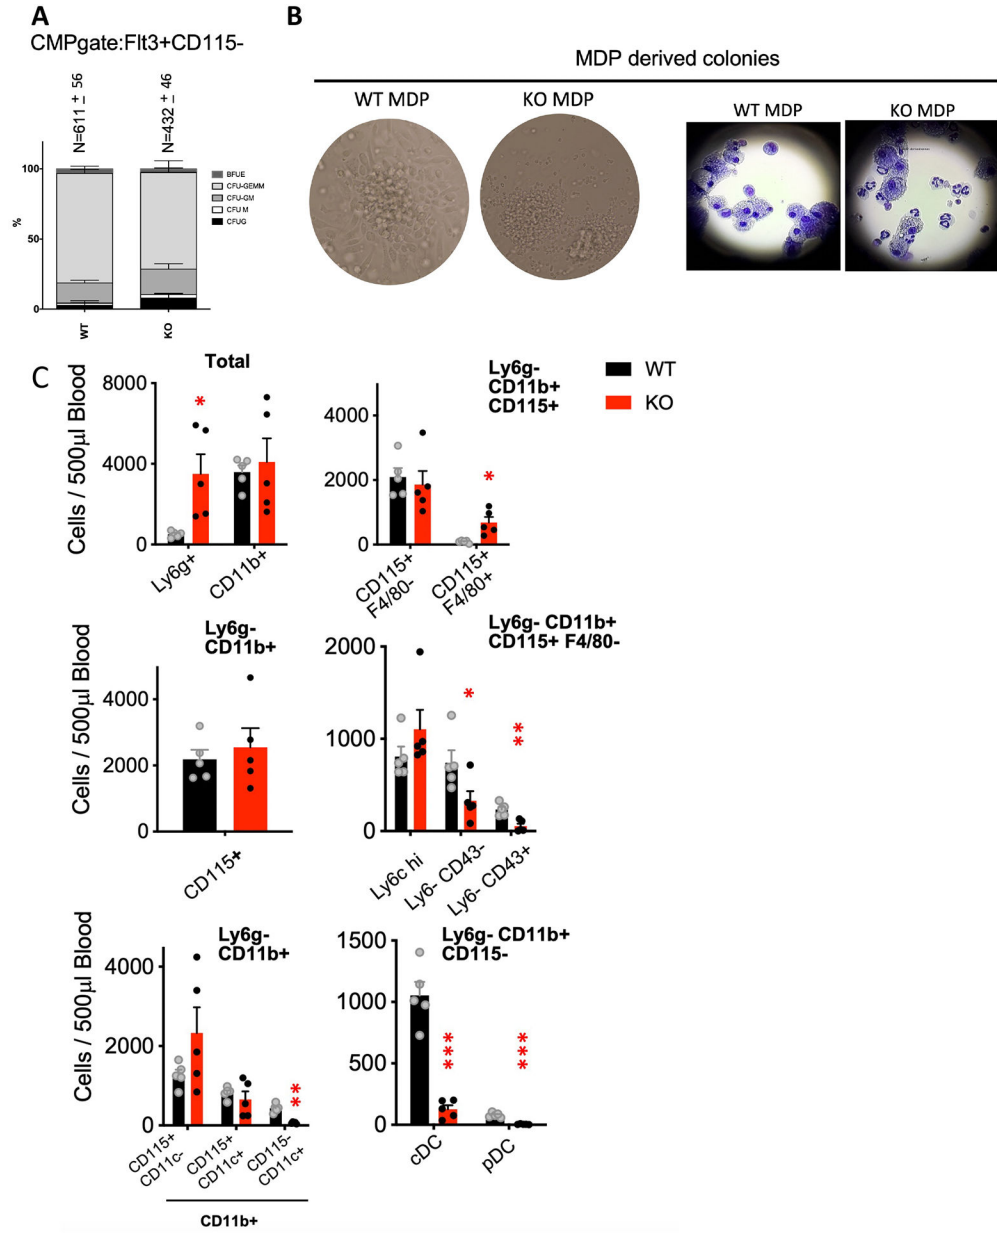 A
CMPgate:Flt3+CD115-
N=611 ± 56
N=432 ± 46
100
50
0
%
WT
KO
BFUE
CFU-GEMM
CFU-GM
CFU M
CFUG
B
MDP derived colonies
WT MDP
KO MDP
WT MDP
KO MDP
C
Total
Cells / 500µl Blood
8000
4000
0
*
Ly6g+
CD11b+
Ly6g-
CD11b+
CD115+
4000
2000
0
*
CD115+
F4/80-
CD115+
F4/80+
WT
KO
Ly6g-
CD11b+
Cells / 500µl Blood
4000
2000
0
CD115+
Ly6g- CD11b+
CD115+ F4/80-
2000
1000
0
*
**
Ly6c hi
Ly6- CD43-
Ly6- CD43+
Ly6g-
CD11b+
Cells / 500µl Blood
4000
2000
0
**
CD115+
CD11c-
CD115+
CD11c+
CD115-
CD11c+
CD11b+
Ly6g- CD11b+
CD115-
1500
1000
500
0
***
***
cDC
pDC